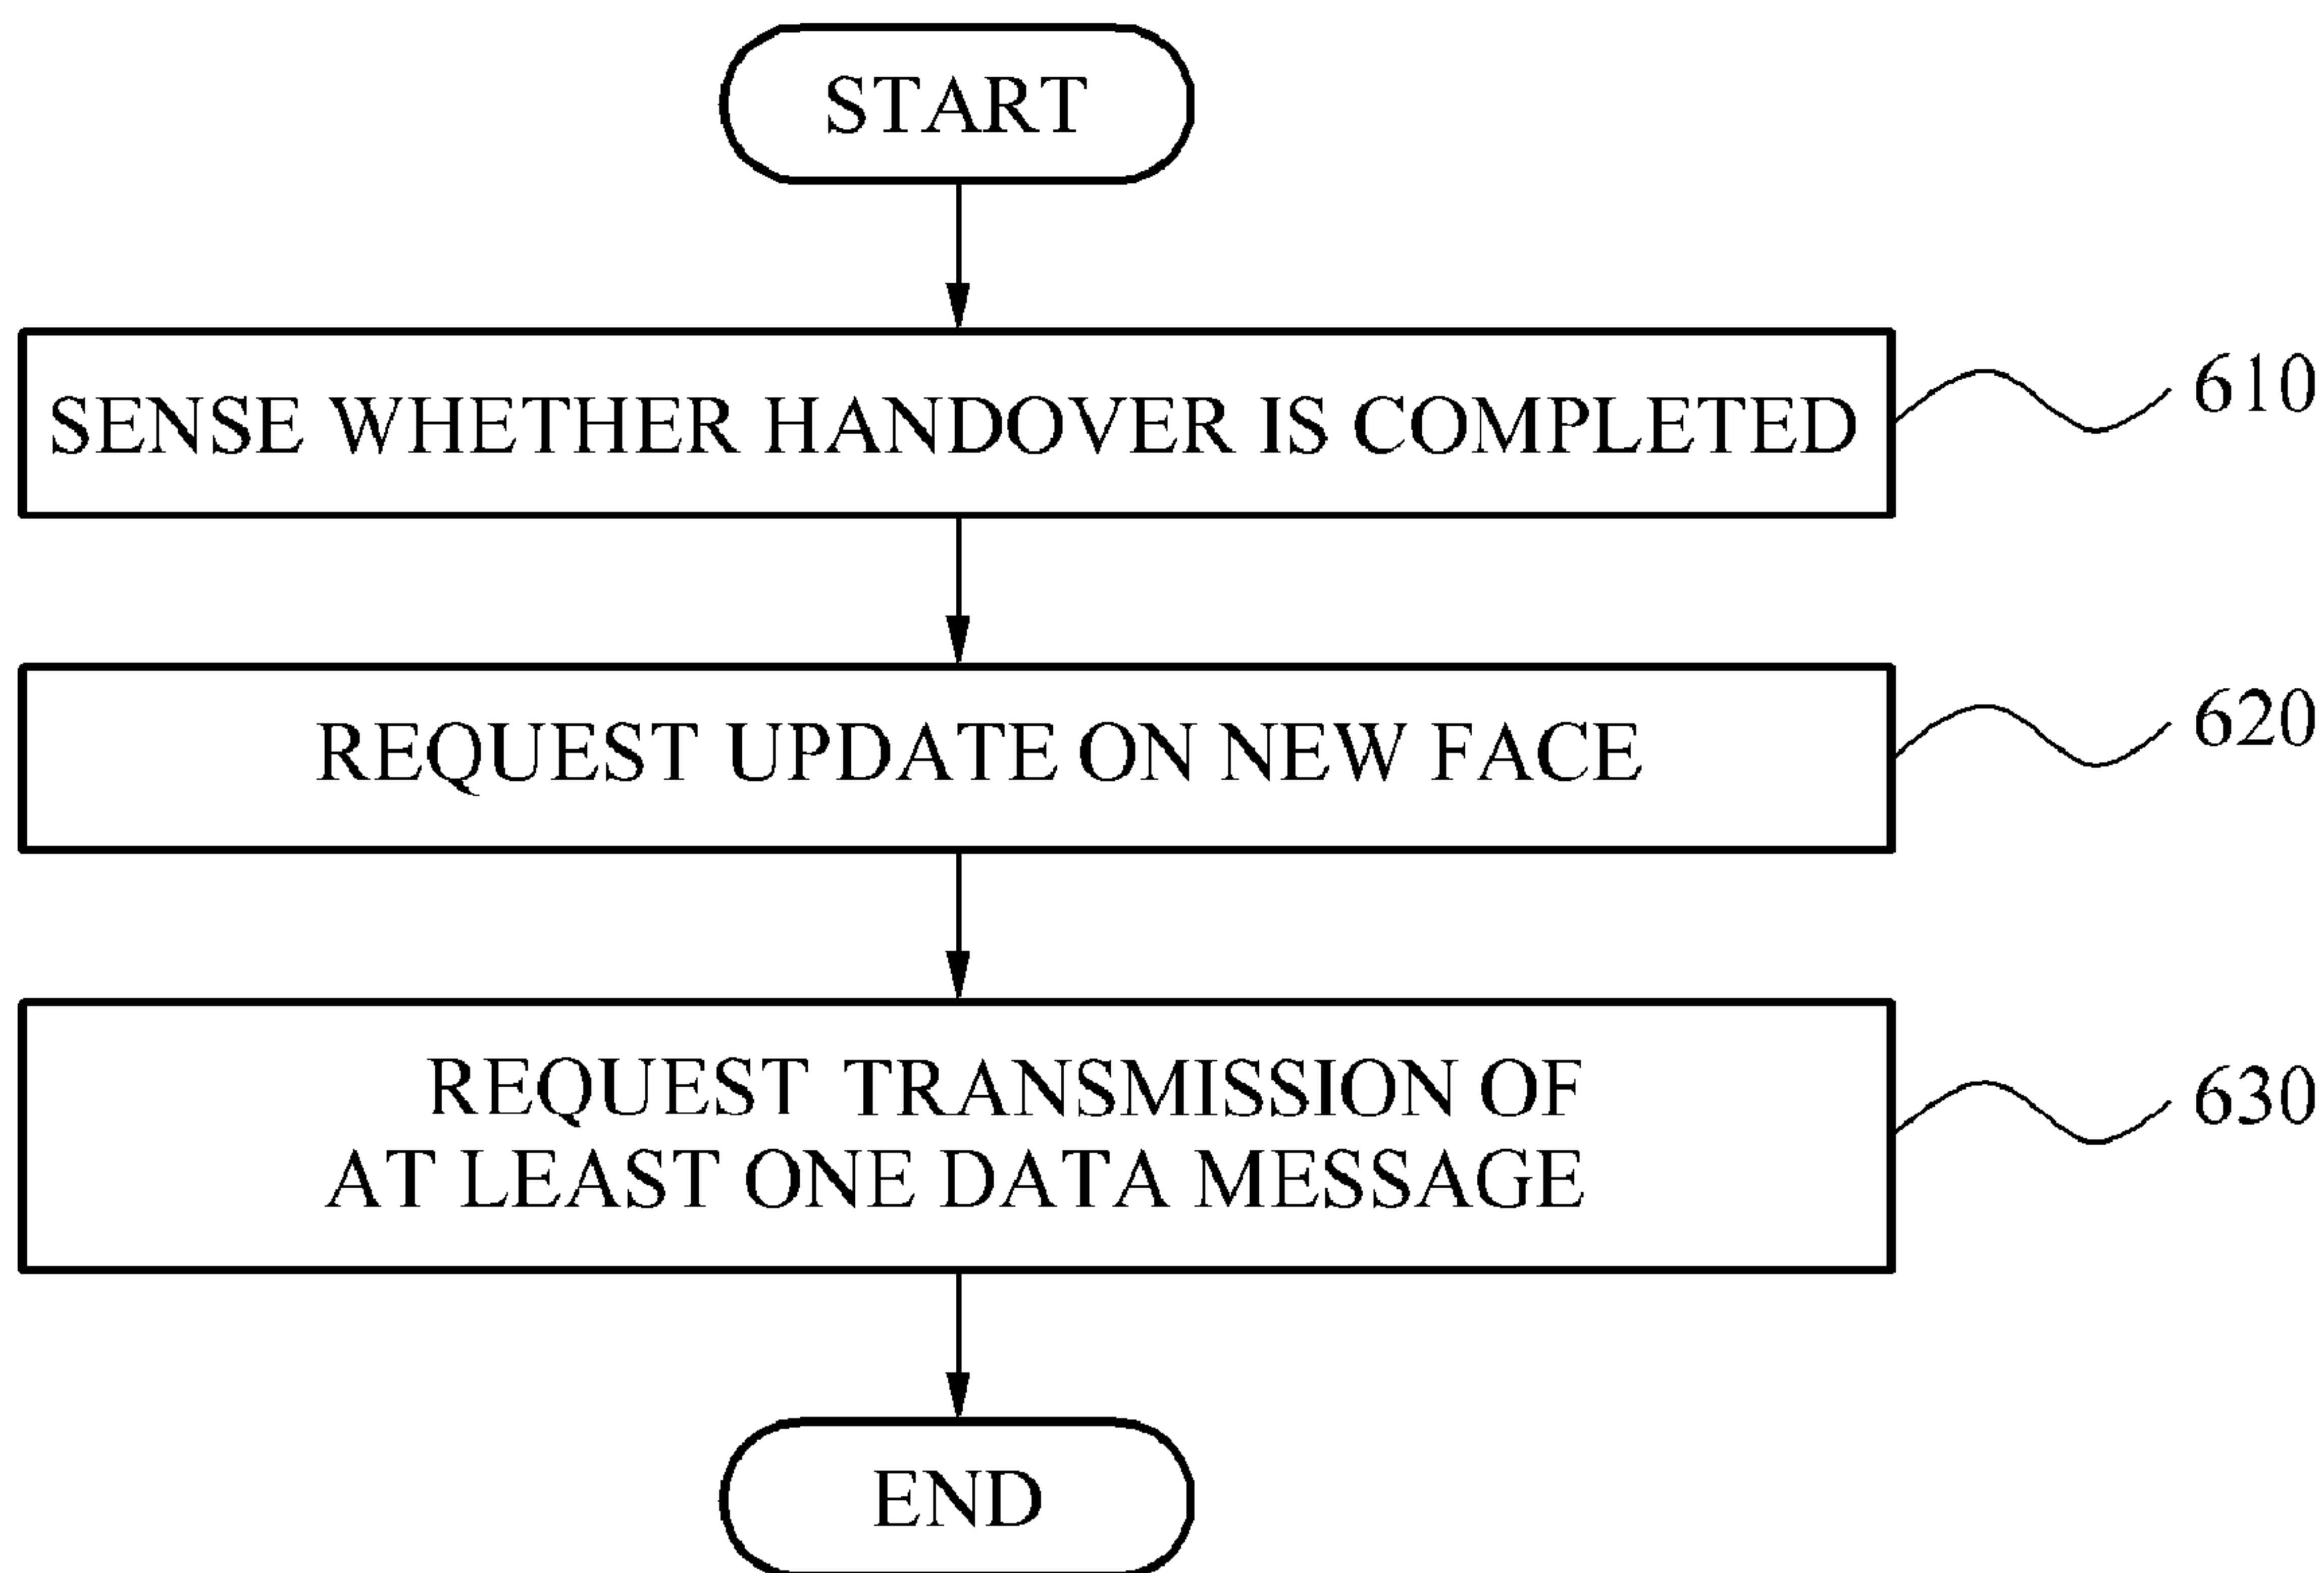 START
SENSE WHETHER HANDOVER IS COMPLETED
610
REQUEST UPDATE ON NEW FACE
620
REQUEST TRANSMISSION OF
AT LEAST ONE DATA MESSAGE
630
END